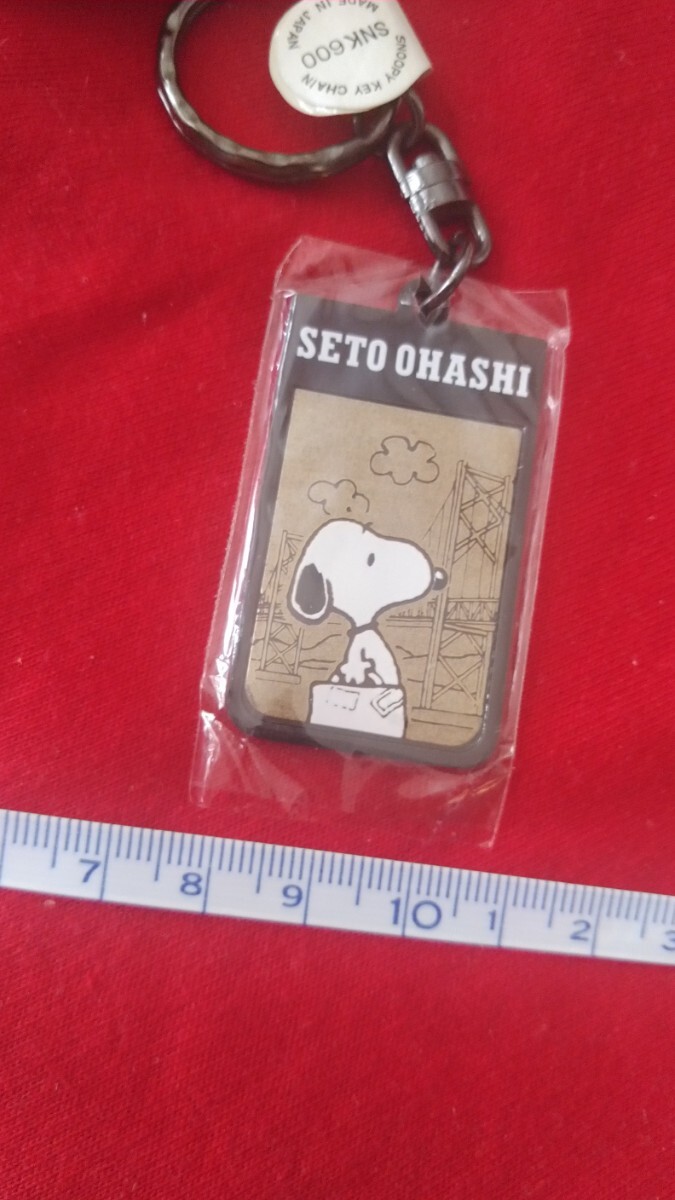 SNOOPY KEY CHAIN
SNK600
MADE IN JAPAN
SETO OHASHI
7 8 9 10 1 2 3